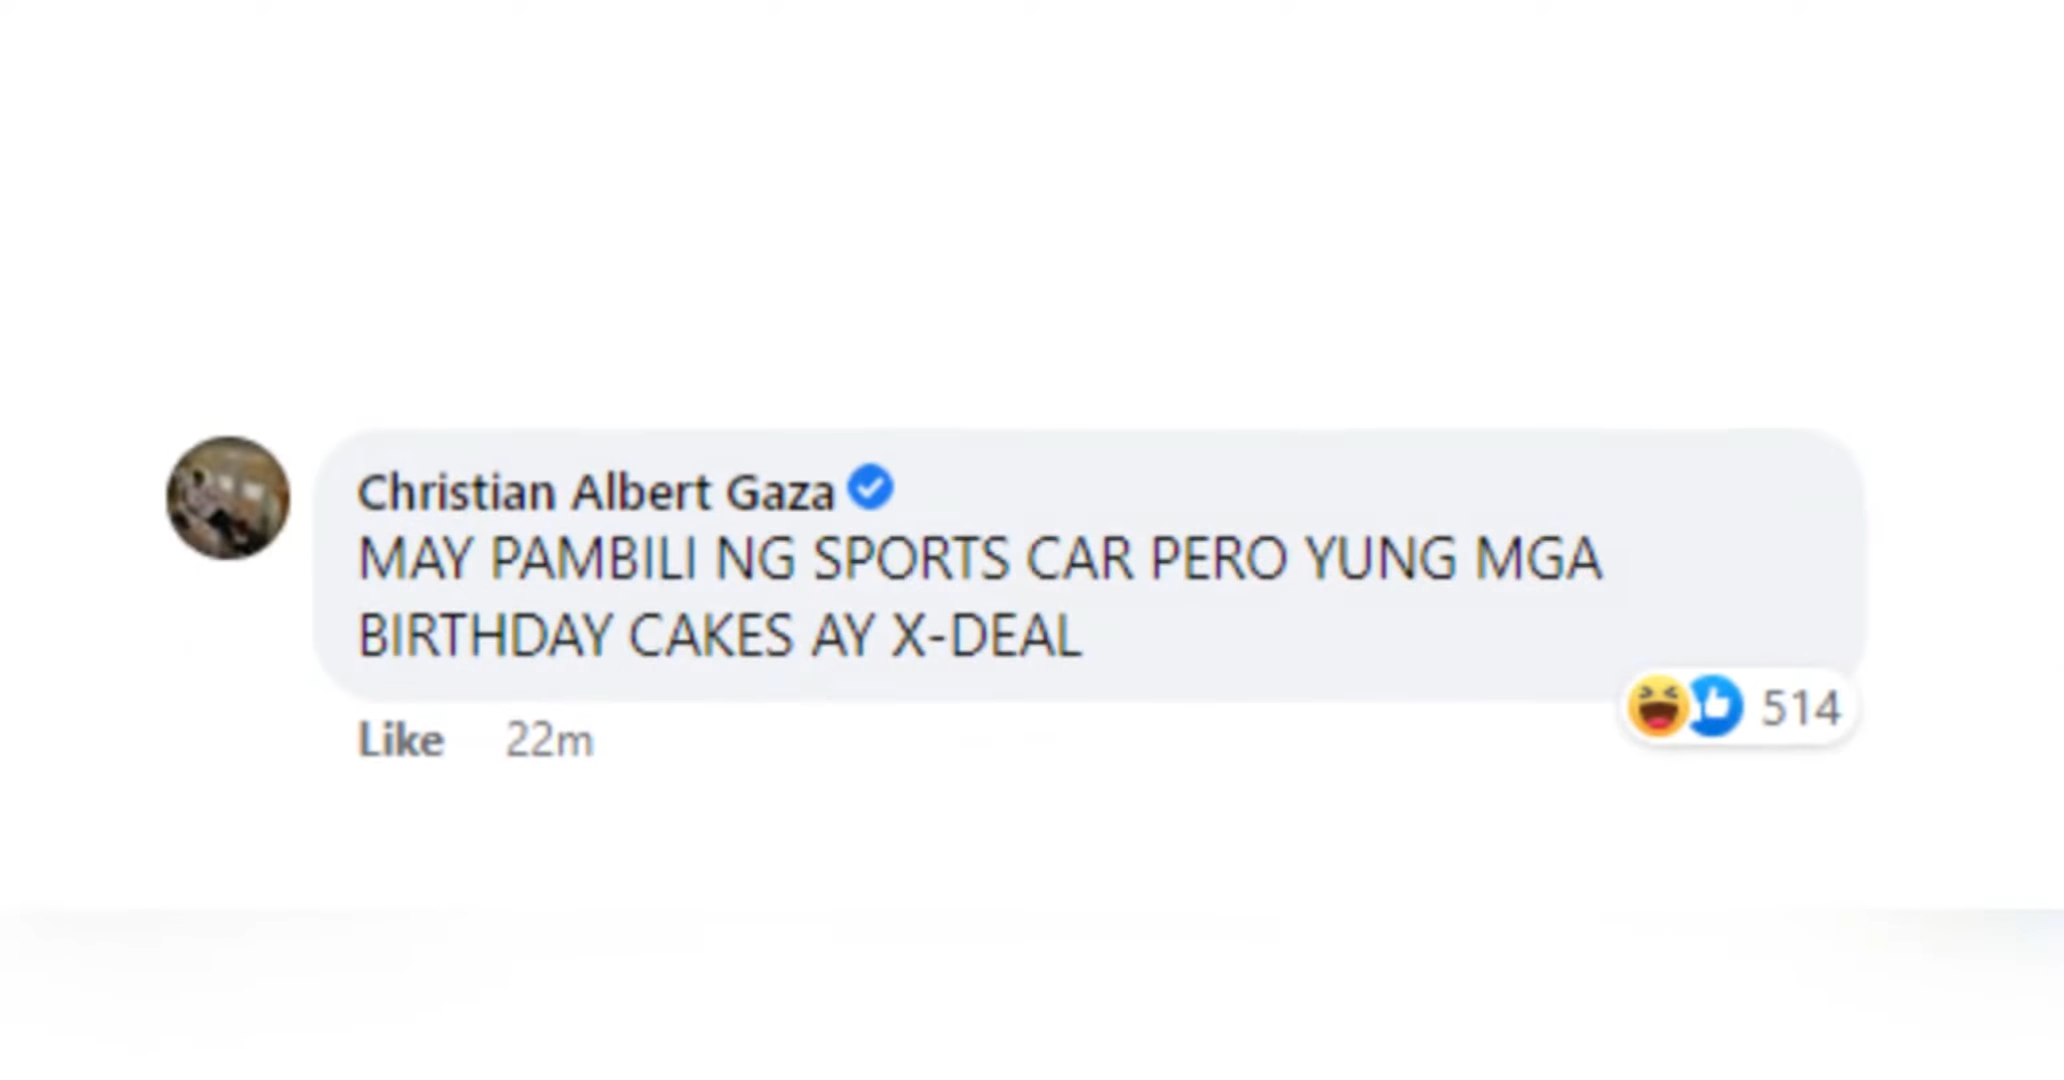 Christian Albert Gaza
MAY PAMBILI NG SPORTS CAR PERO YUNG MGA
BIRTHDAY CAKES AY X-DEAL
Like 22m
514